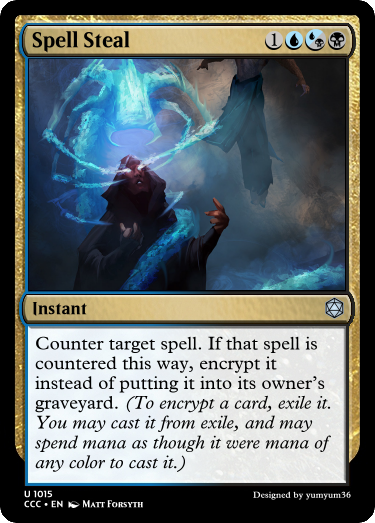 Spell Steal 1
Instant
Counter target spell. If that spell is
countered this way, encrypt it
instead of putting it into its owner's
graveyard. (To encrypt a card, exile it.
You may cast it from exile, and may
spend mana as though it were mana of
any color to cast it.)
U 1015
CCC • EN Matt Forsyth
Designed by yumyum36